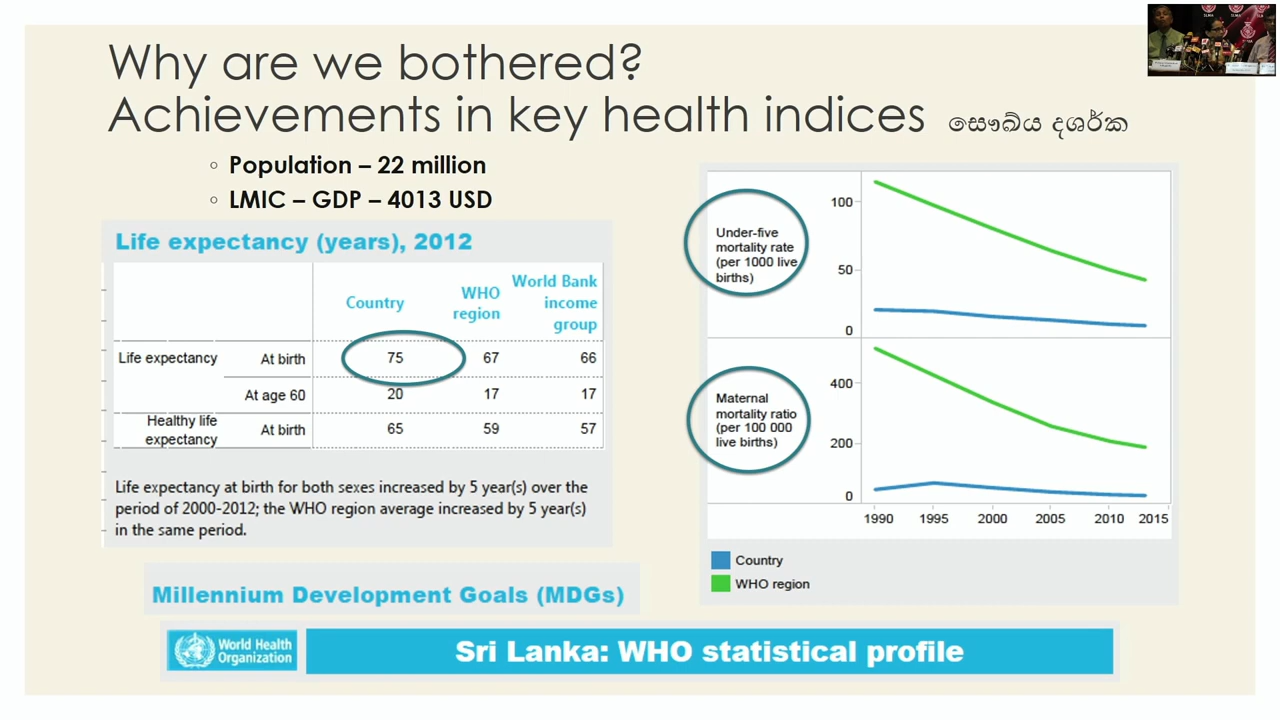 Why are we bothered?
Achievements in key health indices සෞඛ්ය දර්ශක
◦ Population – 22 million
◦ LMIC – GDP – 4013 USD
Life expectancy (years), 2012
Country
WHO
region
World Bank
income
group
Life expectancy At birth 75 67 66
At age 60 20 17 17
Healthy life
expectancy At birth 65 59 57
Life expectancy at birth for both sexes increased by 5 year(s) over the
period of 2000-2012; the WHO region average increased by 5 year(s)
in the same period.
Under-five
mortality rate
(per 1000 live
births)
100
50
0
Maternal
mortality ratio
(per 100 000
live births)
400
200
0
1990 1995 2000 2005 2010 2015
Country
WHO region
Millennium Development Goals (MDGs)
World Health
Organization
Sri Lanka: WHO statistical profile